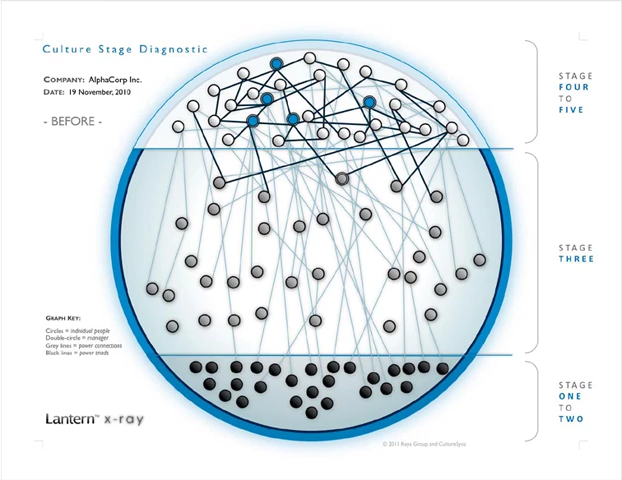 Culture Stage Diagnostic
COMPANY: AlphaCorp Inc.
DATE: 19 November, 2010
- BEFORE -
STAGE
FOUR
TO
FIVE
STAGE
THREE
GRAPH KEY:
Circles = individual people
Double-circle = manager
Grey lines = power connections
Black lines = power triads
STAGE
ONE
TO
TWO
Lantern™ x-ray
© 2011 Keys Group and CultureSync